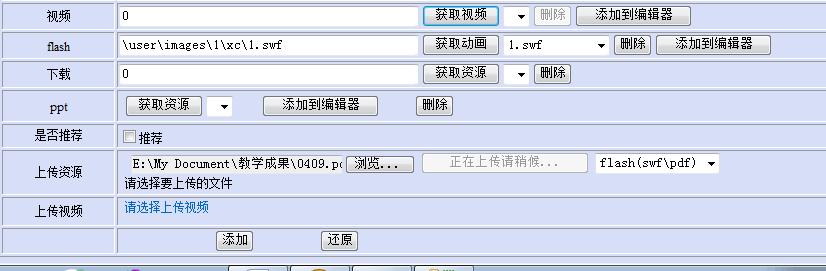 视频 0 获取视频 删除 添加到编辑器
flash \user\images\1\xc\1.swf 获取动画 1.swf 删除 添加到编辑器
下载 0 获取资源 删除
ppt 获取资源 添加到编辑器 删除
是否推荐 推荐
上传资源 E:\My Document\教学成果\0409.pd 浏览... 正在上传请稍候... flash(swf\pdf)
请选择要上传的文件
上传视频 请选择上传视频
添加 还原